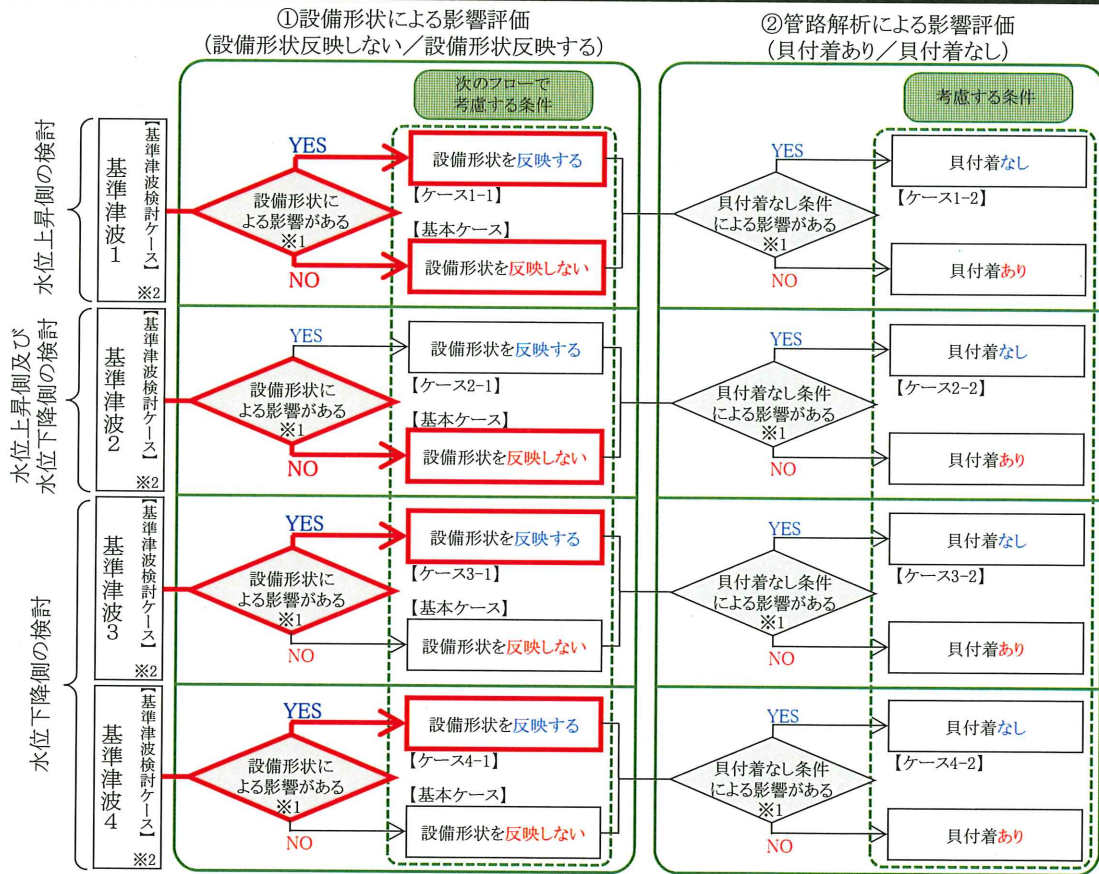 ①設備形状による影響評価
(設備形状反映しない／設備形状反映する)
②管路解析による影響評価
(貝付着あり／貝付着なし)
次のフローで
考慮する条件
考慮する条件
水位上昇側の検討
【基準津波検討ケース】
基準津波1
※2
設備形状に
よる影響がある
※1
YES
設備形状を反映する
【ケース1-1】
【基本ケース】
NO
設備形状を反映しない
貝付着なし条件
による影響がある
※1
YES
貝付着なし
【ケース1-2】
NO
貝付着あり
水位上昇側及び
水位下降側の検討
【基準津波検討ケース】
基準津波2
※2
設備形状に
よる影響がある
※1
YES
設備形状を反映する
【ケース2-1】
【基本ケース】
NO
設備形状を反映しない
貝付着なし条件
による影響がある
※1
YES
貝付着なし
【ケース2-2】
NO
貝付着あり
水位下降側の検討
【基準津波検討ケース】
基準津波3
※2
設備形状に
よる影響がある
※1
YES
設備形状を反映する
【ケース3-1】
【基本ケース】
NO
設備形状を反映しない
貝付着なし条件
による影響がある
※1
YES
貝付着なし
【ケース3-2】
NO
貝付着あり
【基準津波検討ケース】
基準津波4
※2
設備形状に
よる影響がある
※1
YES
設備形状を反映する
【ケース4-1】
【基本ケース】
NO
設備形状を反映しない
貝付着なし条件
による影響がある
※1
YES
貝付着なし
【ケース4-2】
NO
貝付着あり